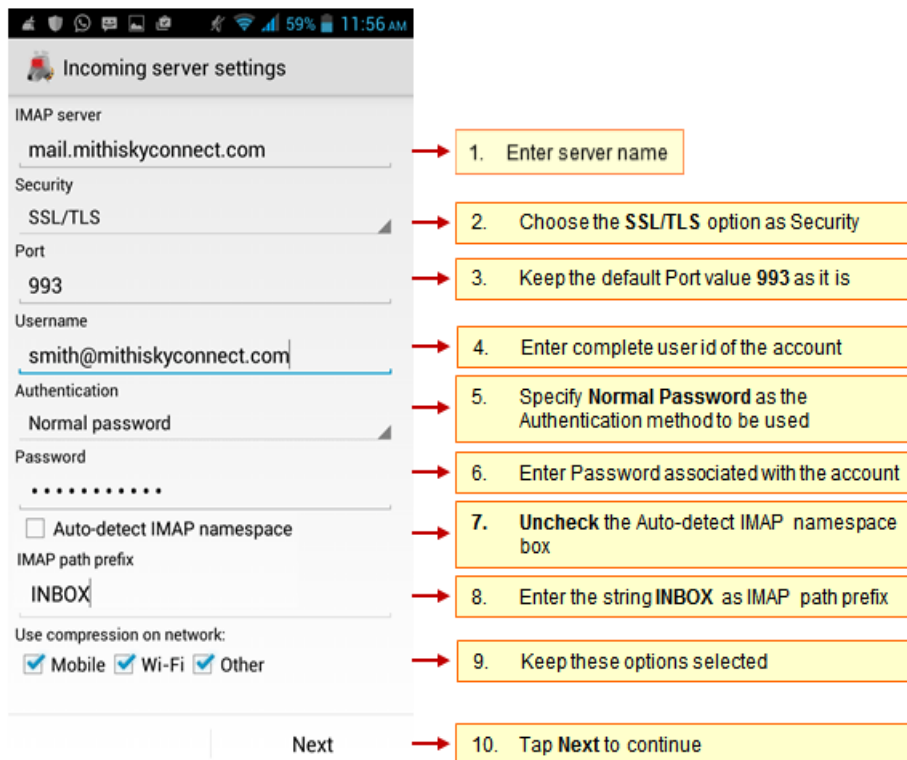 59% 11:56 AM
Incoming server settings
IMAP server
mail.mithiskyconnect.com
1. Enter server name
Security
SSL/TLS
2. Choose the SSL/TLS option as Security
Port
993
3. Keep the default Port value 993 as it is
Username
smith@mithiskyconnect.com
4. Enter complete user id of the account
Authentication
Normal password
5. Specify Normal Password as the
Authentication method to be used
Password
6. Enter Password associated with the account
Auto-detect IMAP namespace
7. Uncheck the Auto-detect IMAP namespace
box
IMAP path prefix
INBOX
8. Enter the string INBOX as IMAP path prefix
Use compression on network:
Mobile Wi-Fi Other
9. Keep these options selected
Next
10. Tap Next to continue